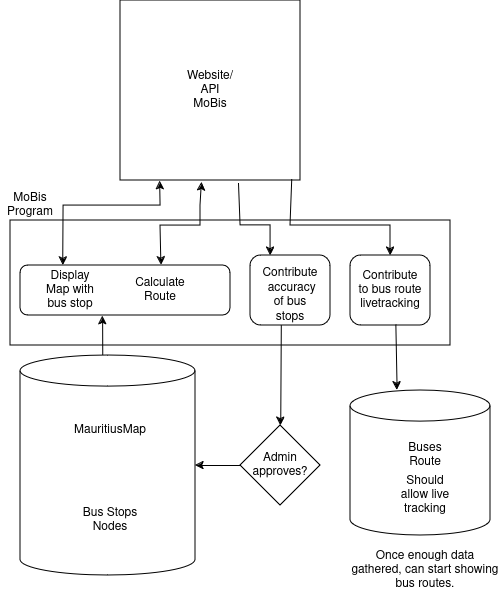 Website/
API
MoBis
MoBis
Program
Display
Map with
bus stop
Calculate
Route
Contribute
accuracy
of bus
stops
Contribute
to bus route
livetracking
MauritiusMap
Bus Stops
Nodes
Admin
approves?
Buses
Route
Should
allow live
tracking
Once enough data
gathered, can start showing
bus routes.